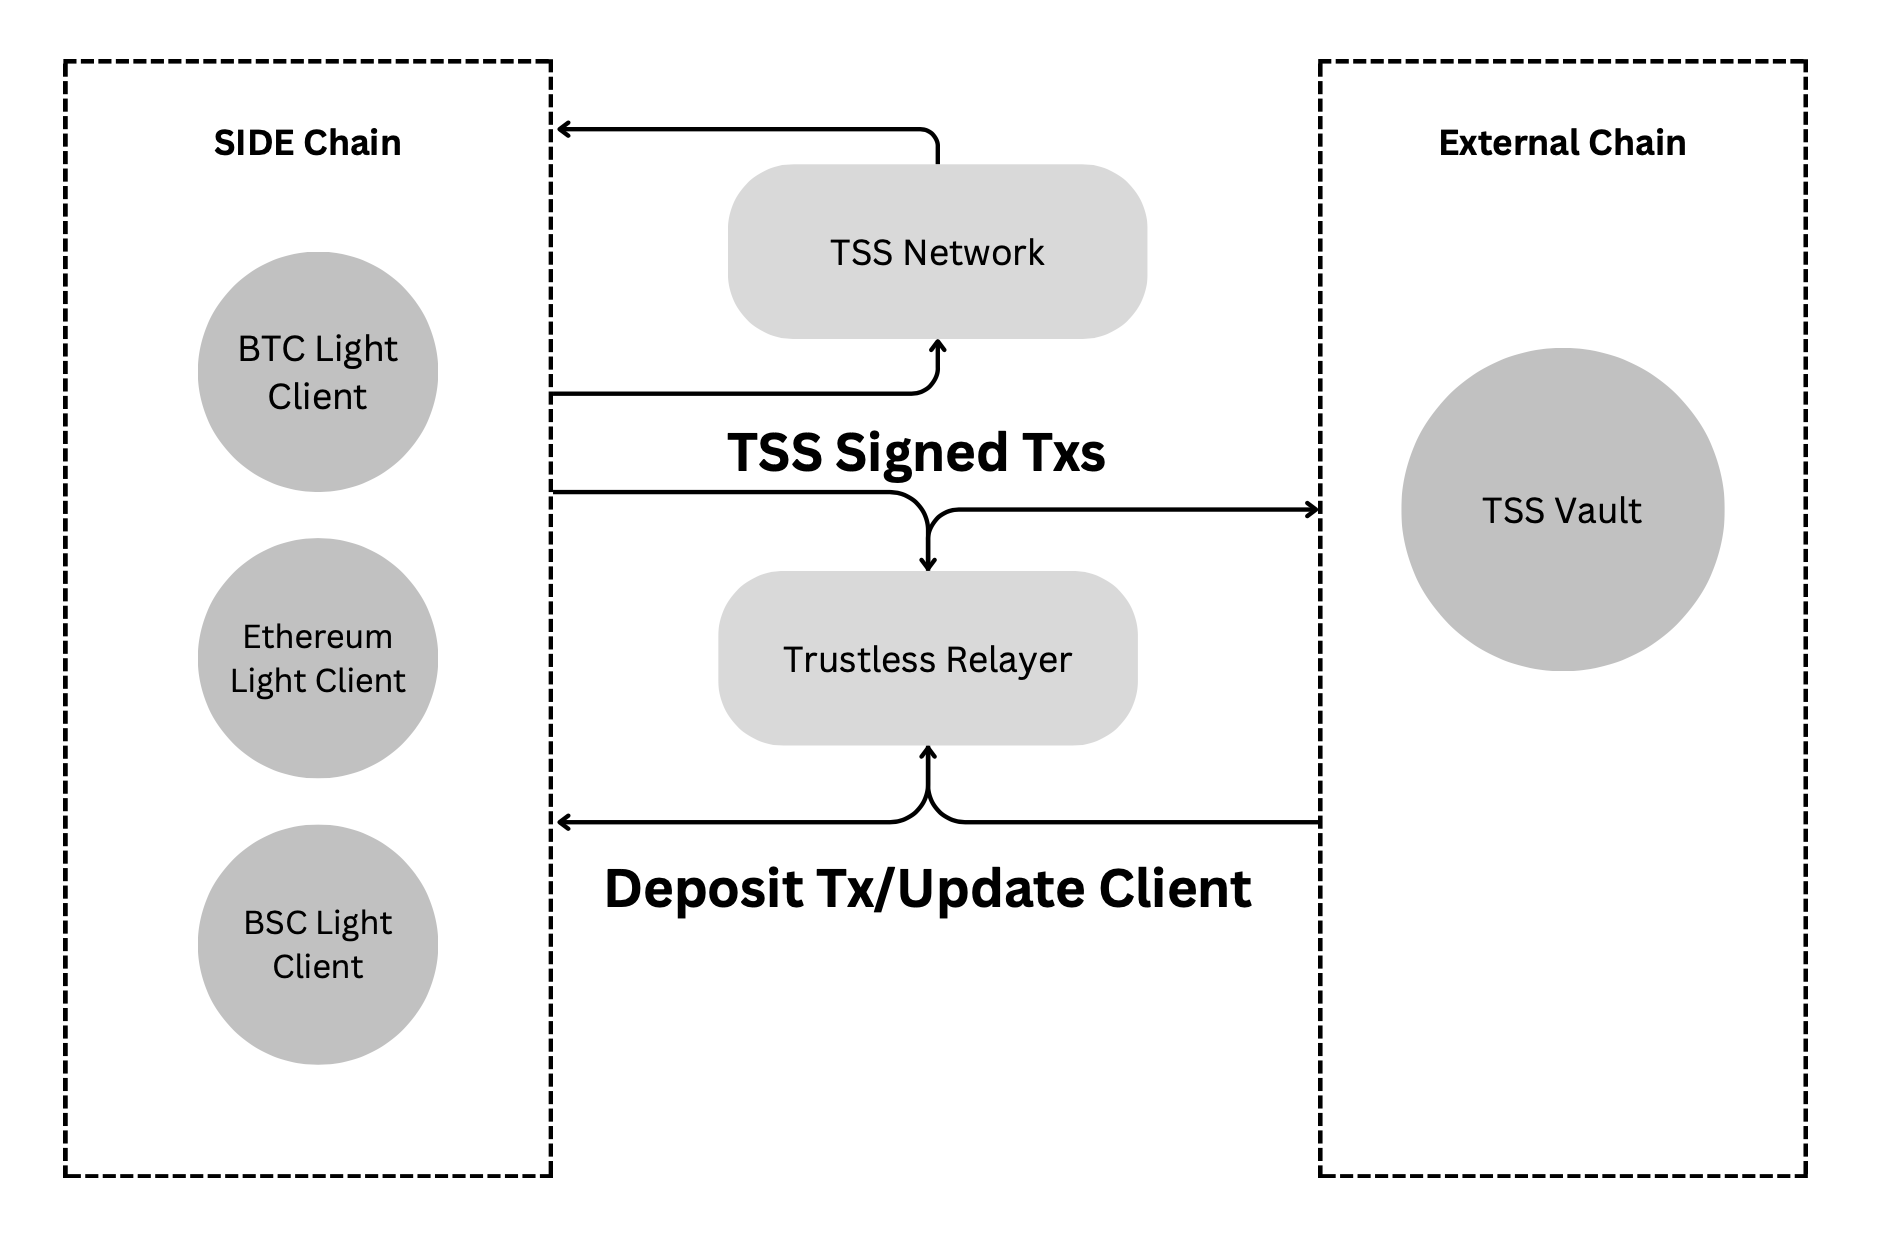 SIDE Chain
External Chain
TSS Network
BTC Light
Client
TSS Signed Txs
TSS Vault
Ethereum
Light Client
Trustless Relayer
Deposit Tx/Update Client
BSC Light
Client